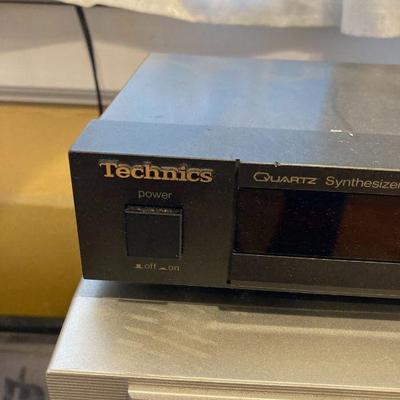 Technics
power
off on
QUARTZ Synthesizer